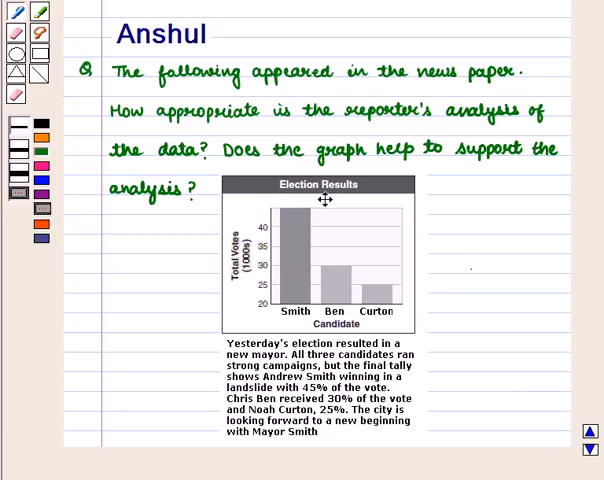 Anshul
Q The following appeared in the news paper.
How appropriate is the reporter's analysis of
the data? Does the graph help to support the
analysis?
Election Results
Total Votes
(1000s)
40
35
30
25
20
Smith Ben Curton
Candidate
Yesterday's election resulted in a
new mayor. All three candidates ran
strong campaigns, but the final tally
shows Andrew Smith winning in a
landslide with 45% of the vote.
Chris Ben received 30% of the vote
and Noah Curton, 25%. The city is
looking forward to a new beginning
with Mayor Smith